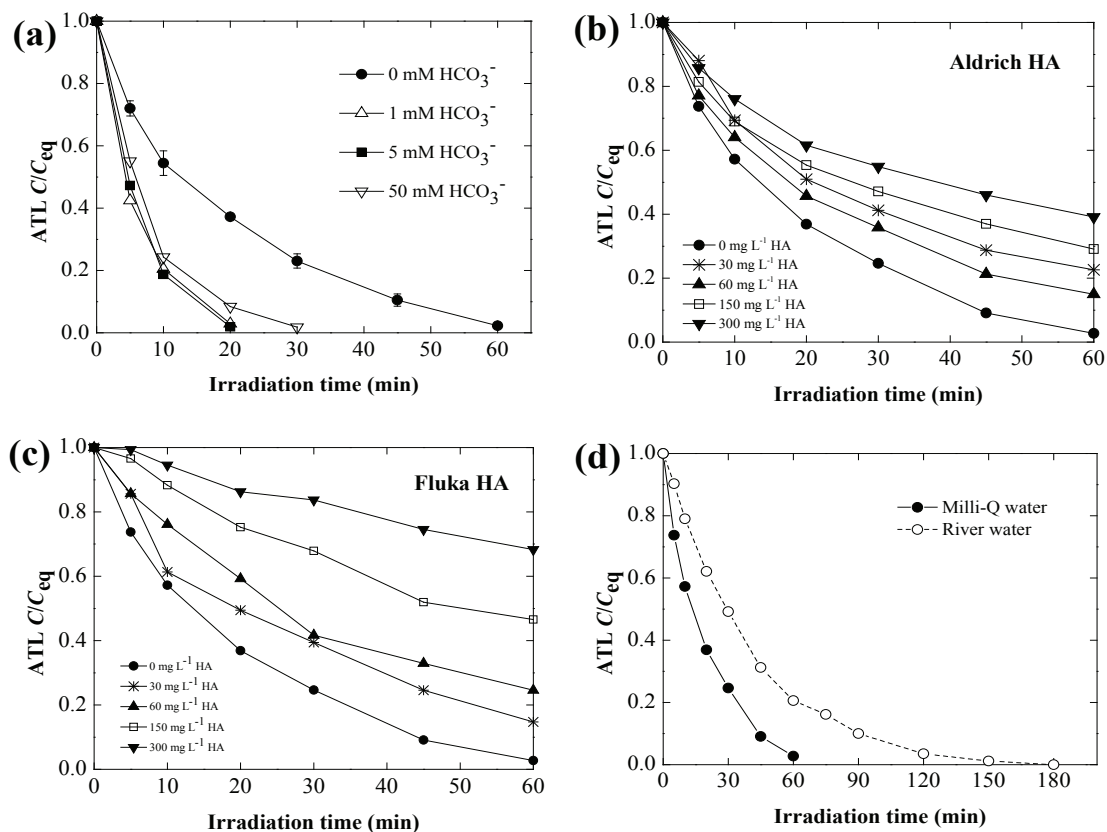 (a)
1.0
0.8
0.6
0.4
0.2
0.0
ATL C/Ceq
0 mM HCO3-
1 mM HCO3-
5 mM HCO3-
50 mM HCO3-
0 10 20 30 40 50 60
Irradiation time (min)
(b)
1.0
0.8
0.6
0.4
0.2
0.0
ATL C/Ceq
Aldrich HA
0 mg L-1 HA
30 mg L-1 HA
60 mg L-1 HA
150 mg L-1 HA
300 mg L-1 HA
0 10 20 30 40 50 60
Irradiation time (min)
(c)
1.0
0.8
0.6
0.4
0.2
0.0
ATL C/Ceq
Fluka HA
0 mg L-1 HA
30 mg L-1 HA
60 mg L-1 HA
150 mg L-1 HA
300 mg L-1 HA
0 10 20 30 40 50 60
Irradiation time (min)
(d)
1.0
0.8
0.6
0.4
0.2
0.0
ATL C/Ceq
Milli-Q water
River water
0 30 60 90 120 150 180
Irradiation time (min)